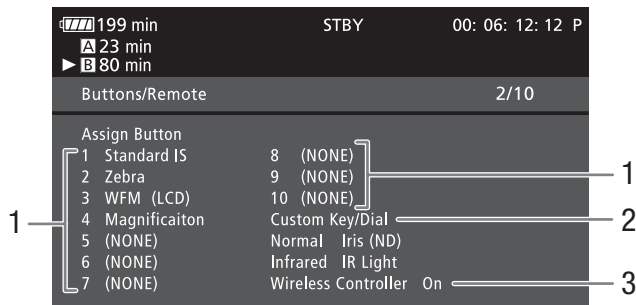 199 min STBY 00: 06: 12: 12 P
A 23 min
B 80 min
Buttons/Remote 2/10
Assign Button
1 Standard IS 8 (NONE)
2 Zebra 9 (NONE)
3 WFM (LCD) 10 (NONE)
4 Magnificaiton Custom Key/Dial
5 (NONE) Normal Iris (ND)
6 (NONE) Infrared IR Light
7 (NONE) Wireless Controller On
1
1
2
3